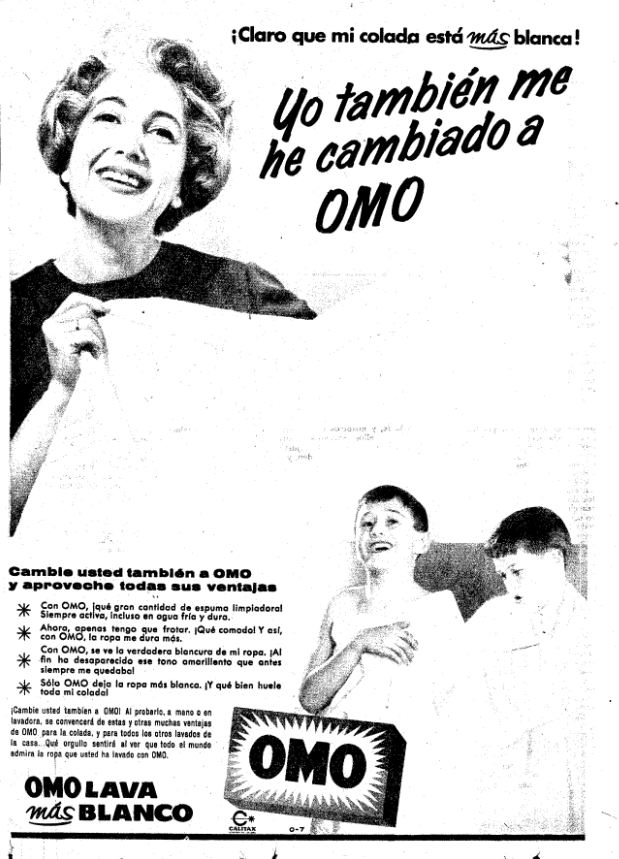 ¡Claro que mi colada está más blanca!
Yo también me
he cambiado a
OMO
Cambie usted también a OMO
y aproveche todas sus ventajas
Con OMO, ¡qué gran cantidad de espuma limpiadora!
Siempre activa, incluso en agua fría y dura.
Ahora, apenas tengo que frotar. ¡Qué comodo! Y así,
con OMO, la ropa me dura más.
Con OMO, se ve la verdadera blancura de mi ropa. ¡Al
fin ha desaparecido ese tono amarillento que antes
siempre me quedaba!
Sólo OMO deja la ropa más blanca. ¡Y qué bien huele
toda mi colada!
¡Cambie usted tambien a OMO! Al probarlo, a mano o en
lavadora, se convencerá de estas y otras muchas ventajas
de OMO para la colada, y para todos los otros lavados de
la casa. Qué orgullo sentirá al ver que todo el mundo
admira la ropa que usted ha lavado con OMO.
OMO
OMO LAVA
más BLANCO
CALITAX
O-7